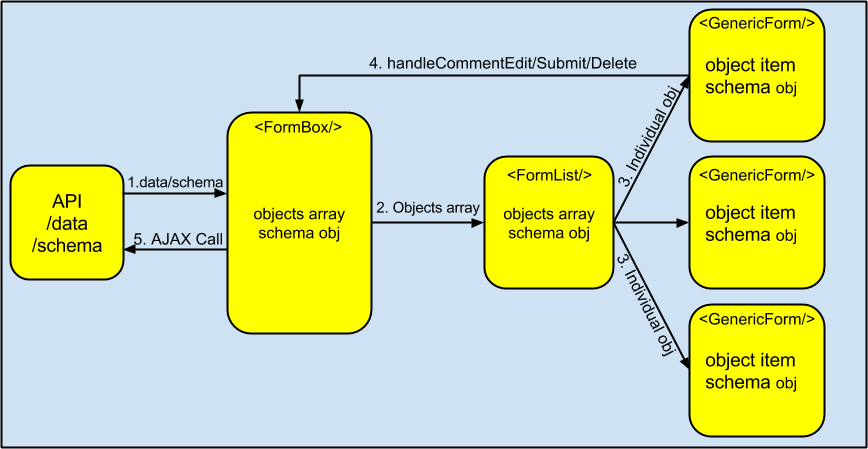 API
/data
/schema
1.data/schema
5. AJAX Call
<FormBox/>
objects array
schema obj
2. Objects array
4. handleCommentEdit/Submit/Delete
<FormList/>
objects array
schema obj
3. Individual obj
3. Individual obj
<GenericForm/>
object item
schema obj
<GenericForm/>
object item
schema obj
<GenericForm/>
object item
schema obj